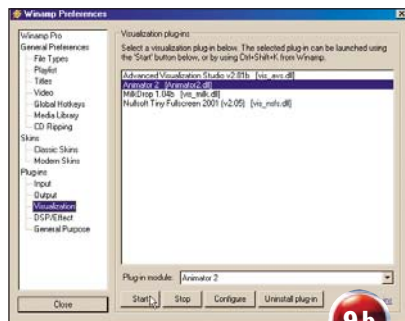 Winamp Preferences
Winamp Pro
General Preferences
File Types
Playlist
Titles
Video
Global Hotkeys
Media Library
CD Ripping
Skins
Classic Skins
Modern Skins
Plug-ins
Input
Output
Visualization
DSP/Effect
General Purpose
Close
Visualization plug-ins
Select a visualization plug-in below. The selected plug-in can be launched using
the 'Start' button below, or by using Ctrl+Shift+K from Winamp.
Advanced Visualization Studio v2.81b [vis_avs.dll]
Animator 2 [Animator2.dll]
MilkDrop 1.04b [vis_milk.dll]
Nullsoft Tiny Fullscreen 2001 (v2.05) [vis_nsfs.dll]
Plug-in module: Animator 2
Start Stop Configure Uninstall plug-in
9b